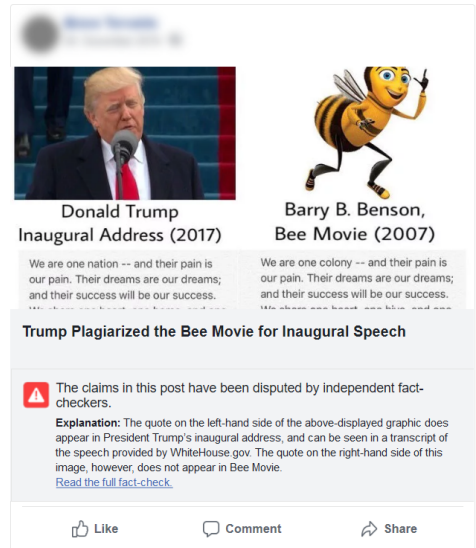 Donald Trump
Inaugural Address (2017)
We are one nation -- and their pain is
our pain. Their dreams are our dreams;
and their success will be our success.
Barry B. Benson,
Bee Movie (2007)
We are one colony -- and their pain is
our pain. Their dreams are our dreams;
and their success will be our success.
Trump Plagiarized the Bee Movie for Inaugural Speech
The claims in this post have been disputed by independent fact-
checkers.
Explanation: The quote on the left-hand side of the above-displayed graphic does
appear in President Trump's inaugural address, and can be seen in a transcript of
the speech provided by WhiteHouse.gov. The quote on the right-hand side of this
image, however, does not appear in Bee Movie.
Read the full fact-check.
Like
Comment
Share